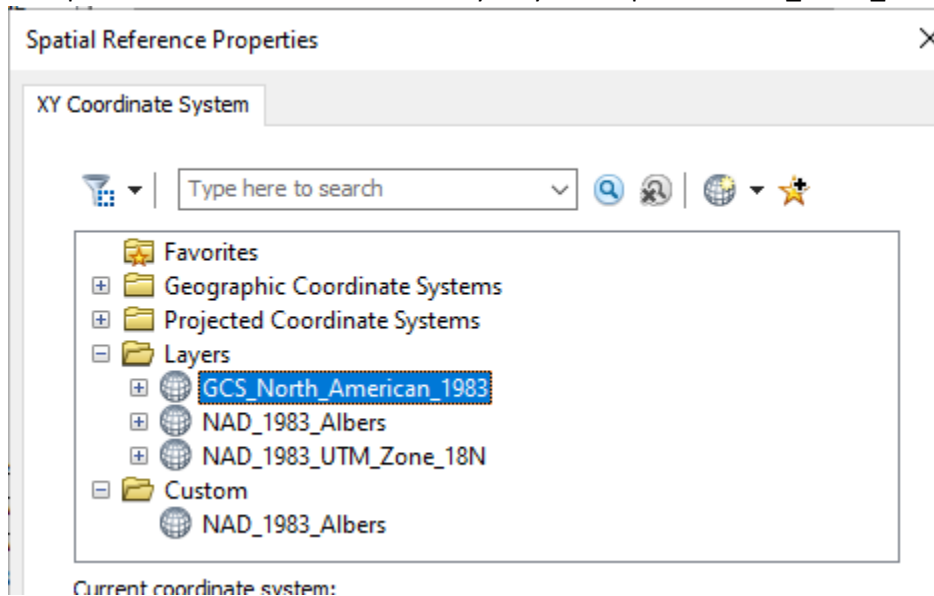 Spatial Reference Properties
XY Coordinate System
Type here to search
Favorites
Geographic Coordinate Systems
Projected Coordinate Systems
Layers
GCS_North_American_1983
NAD_1983_Albers
NAD_1983_UTM_Zone_18N
Custom
NAD_1983_Albers
Current coordinate system: